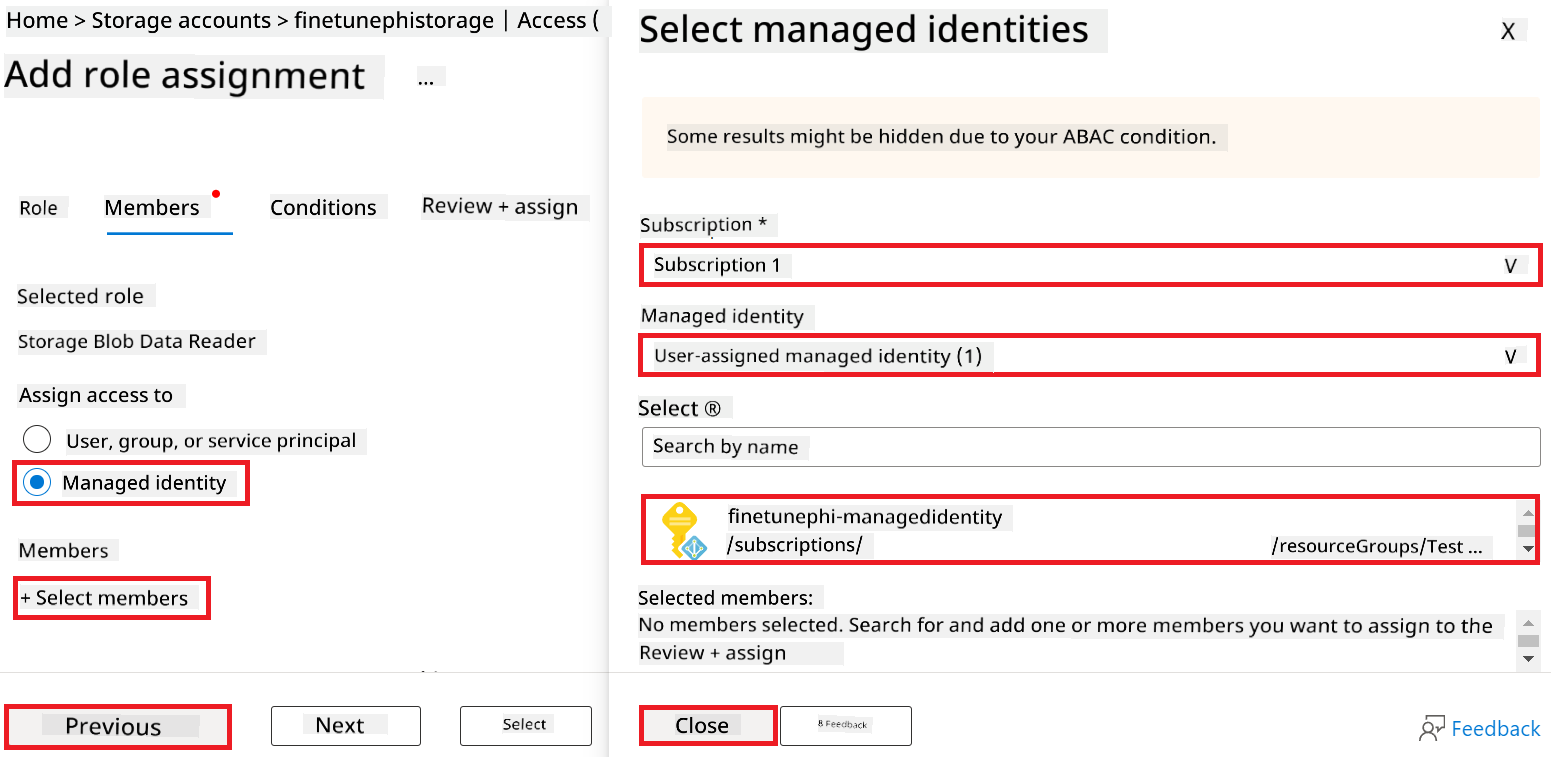 Home > Storage accounts > finetunephistorage | Access (
Add role assignment ...
Role Members Conditions Review + assign
Selected role
Storage Blob Data Reader
Assign access to
User, group, or service principal
Managed identity
Members
+ Select members
Previous Next Select
Select managed identities X
Some results might be hidden due to your ABAC condition.
Subscription *
Subscription 1 V
Managed identity
User-assigned managed identity (1) V
Select ®
Search by name
finetunephi-managedidentity
/subscriptions/ /resourceGroups/Test ...
Selected members:
No members selected. Search for and add one or more members you want to assign to the
Review + assign
Close 8 Feedback Feedback